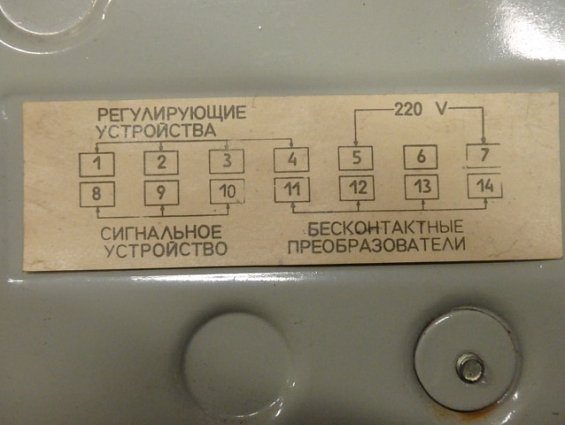 РЕГУЛИРУЮЩИЕ
УСТРОЙСТВА
220 V
1 2 3 4 5 6 7
8 9 10 11 12 13 14
СИГНАЛЬНОЕ
УСТРОЙСТВО
БЕСКОНТАКТНЫЕ
ПРЕОБРАЗОВАТЕЛИ